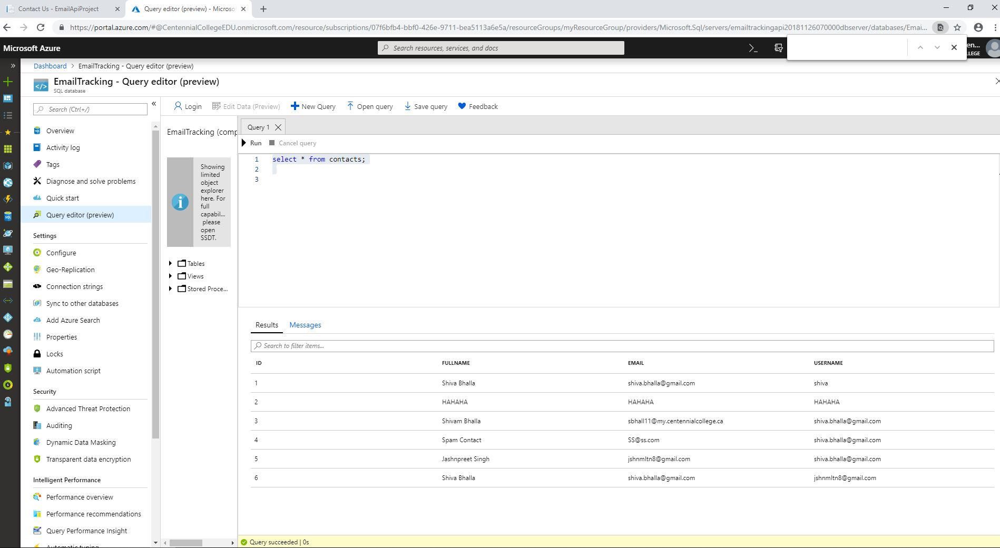 Contact Us - EmailApiProject
Query editor (preview) - Microso
https://portal.azure.com/#@CentennialCollegeEDU.onmicrosoft.com/resource/subscriptions/07f6bfb4-bbf0-426e-9711-bea5113a6e5a/resourceGroups/myResourceGroup/providers/Microsoft.Sql/servers/emailtrackingapi20181126070000dbserver/databases/Emai...
Microsoft Azure
Search resources, services, and docs
en...
LLEGE
Dashboard > EmailTracking - Query editor (preview)
EmailTracking - Query editor (preview)
SQL database
Search (Ctrl+/)
Overview
Activity log
Tags
Diagnose and solve problems
Quick start
Query editor (preview)
Settings
Configure
Geo-Replication
Connection strings
Sync to other databases
Add Azure Search
Properties
Locks
Automation script
Security
Advanced Threat Protection
Auditing
Dynamic Data Masking
Transparent data encryption
Intelligent Performance
Performance overview
Performance recommendations
Query Performance Insight
Automatic tuning
Login Edit Data (Preview) New Query Open query Save query Feedback
EmailTracking (comp
Showing
limited
object
explorer
here. For
full
capabil...
please
open
SSDT.
Tables
Views
Stored Proce...
Query 1
Run Cancel query
1 select * from contacts;
2
3
Results Messages
Search to filter items...
ID FULLNAME EMAIL USERNAME
1 Shiva Bhalla shiva.bhalla@gmail.com shiva
2 HAHAHA HAHAHA HAHAHA
3 Shivam Bhalla sbhall11@my.centennialcollege.ca shiva.bhalla@gmail.com
4 Spam Contact SS@ss.com shiva.bhalla@gmail.com
5 Jashnpreet Singh jshnmltn8@gmail.com shiva.bhalla@gmail.com
6 Shiva Bhalla shiva.bhalla@gmail.com jshnmltn8@gmail.com
Query succeeded | 0s